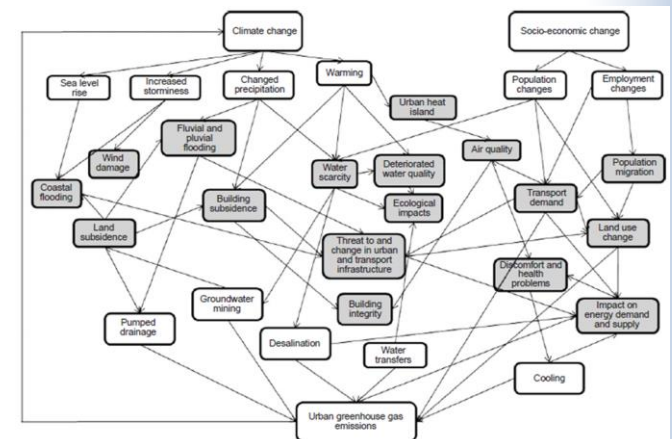 Climate change
Socio-economic change
Sea level
rise
Increased
storminess
Changed
precipitation
Warming
Population
changes
Employment
changes
Urban heat
island
Fluvial and
pluvial
flooding
Wind
damage
Air quality
Water
scarcity
Deteriorated
water quality
Population
migration
Coastal
flooding
Building
subsidence
Ecological
impacts
Transport
demand
Land
subsidence
Land use
change
Threat to and
change in urban
and transport
infrastructure
Discomfort and
health
problems
Groundwater
mining
Building
integrity
Impact on
energy demand
and supply
Pumped
drainage
Desalination
Water
transfers
Cooling
Urban greenhouse gas
emissions